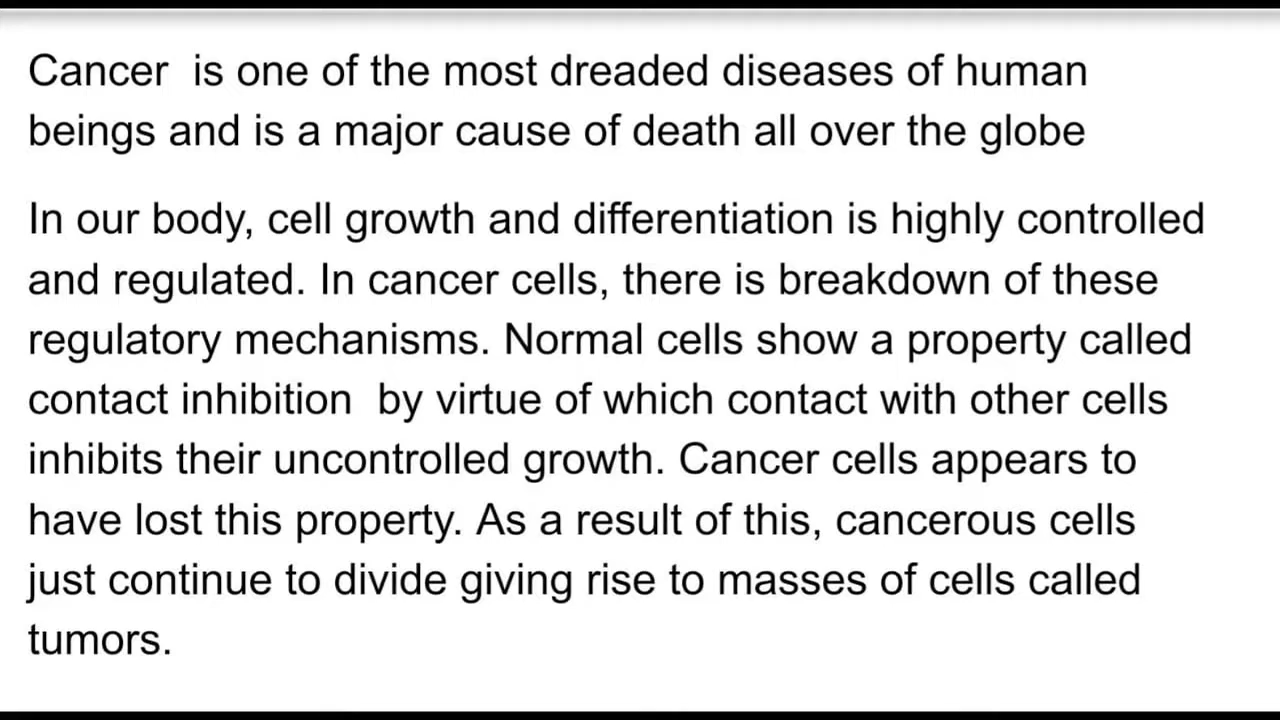 Cancer  is one of the most dreaded diseases of human
beings and is a major cause of death all over the globe
In our body, cell growth and differentiation is highly controlled
and regulated. In cancer cells, there is breakdown of these
regulatory mechanisms. Normal cells show a property called
contact inhibition  by virtue of which contact with other cells
inhibits their uncontrolled growth. Cancer cells appears to
have lost this property. As a result of this, cancerous cells
just continue to divide giving rise to masses of cells called
tumors.